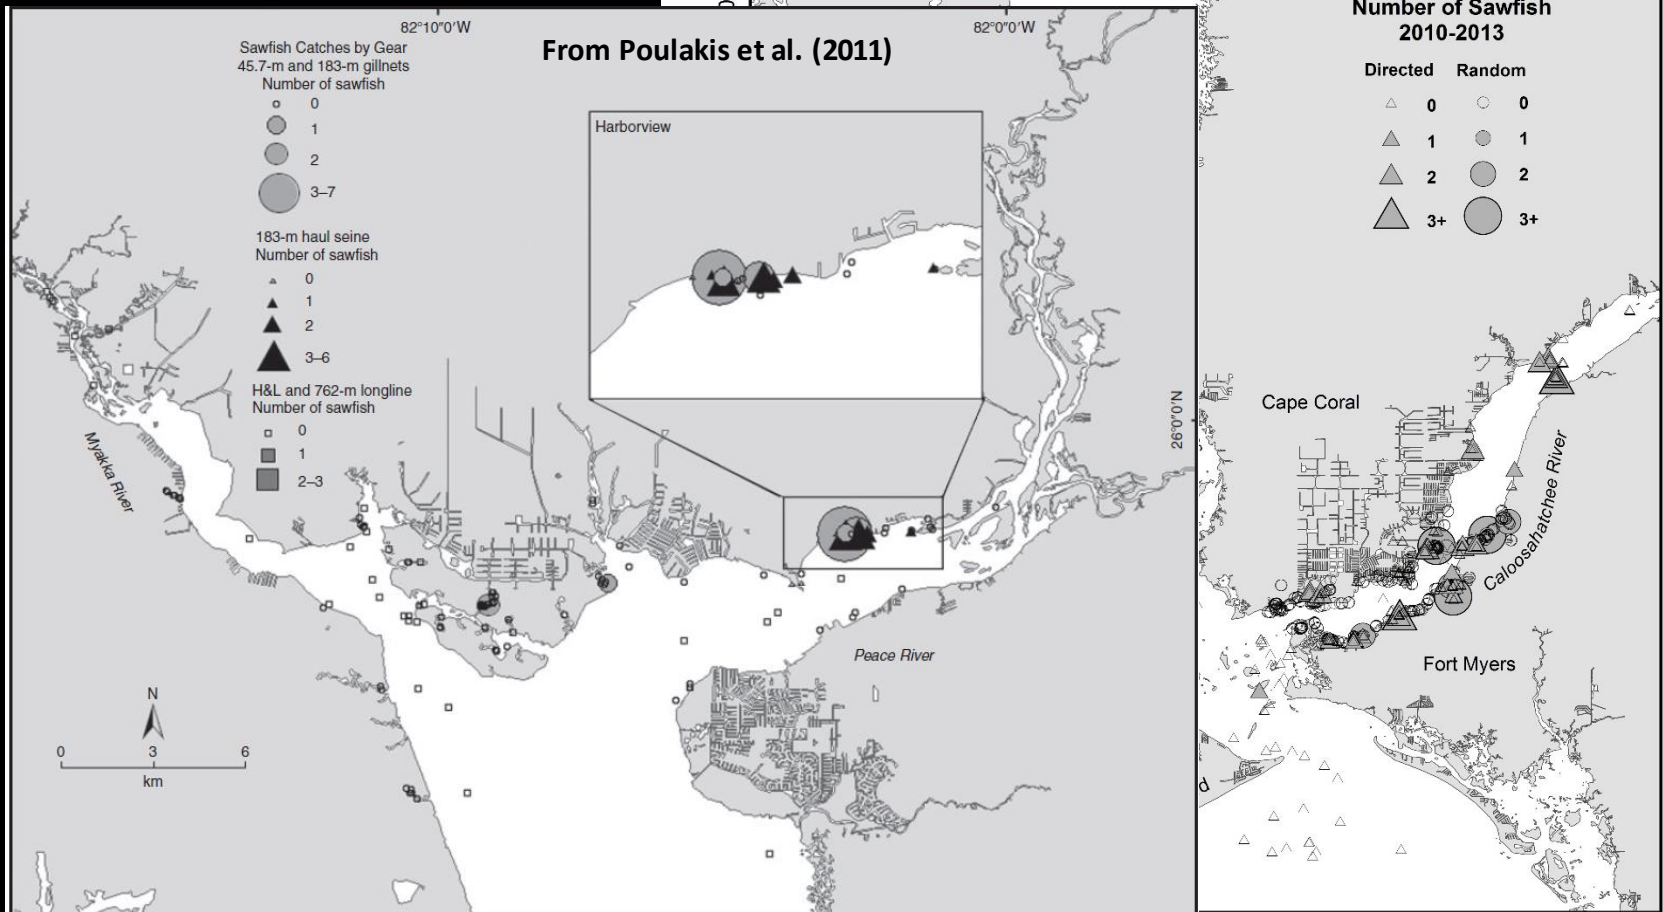 82°10"0'W
82°0"0'W
From Poulakis et al. (2011)
Sawfish Catches by Gear
45.7-m and 183-m gillnets
Number of sawfish
0
1
2
3–7
183-m haul seine
Number of sawfish
0
1
2
3–6
H&L and 762-m longline
Number of sawfish
0
1
2–3
Harborview
26°0"0'N
Myakka River
Peace River
N
0 3 6
km
Number of Sawfish
2010-2013
Directed Random
0 0
1 1
2 2
3+ 3+
Cape Coral
Caloosahatchee River
Fort Myers
d